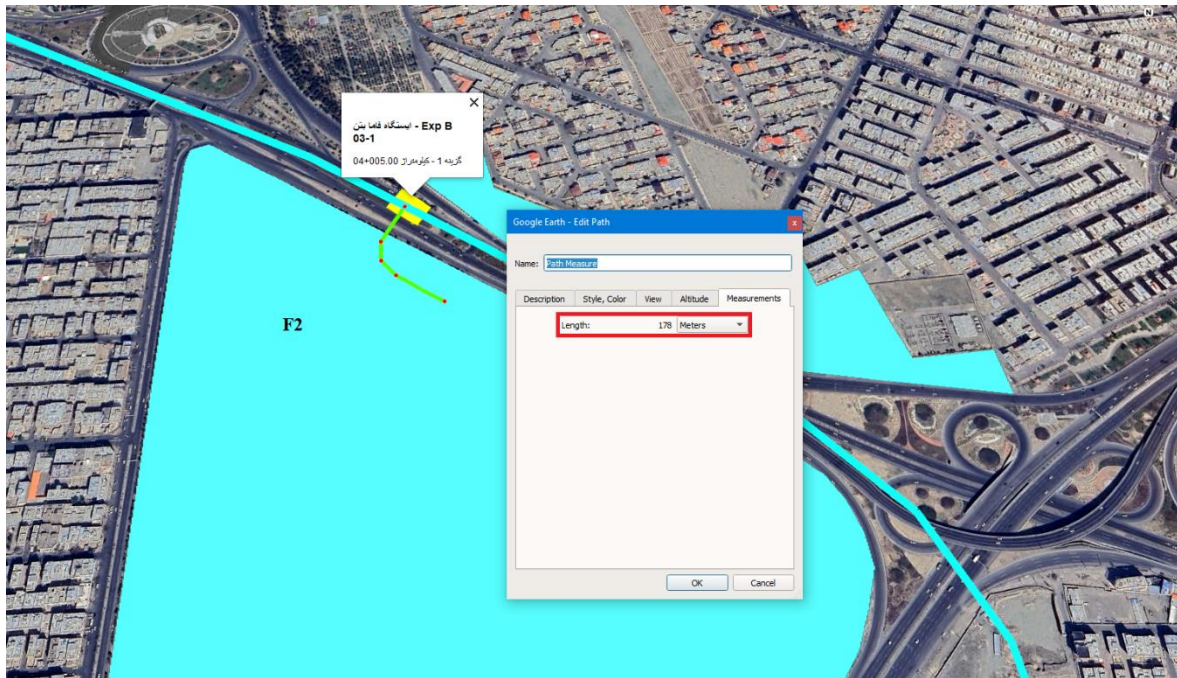 Exp B - ایستگاه فاما بتن
03-1
گزینه 1 - کیلومتراژ 04+005.00
F2
Google Earth - Edit Path
Name: Path Measure
Description Style, Color View Altitude Measurements
Length: 178 Meters
OK Cancel
N